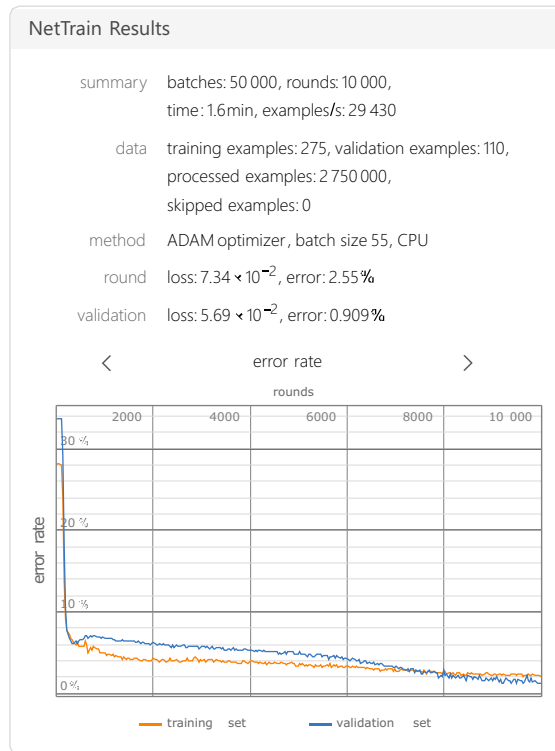 NetTrain Results
summary batches: 50 000, rounds: 10 000,
time: 1.6 min, examples/s: 29 430
data training examples: 275, validation examples: 110,
processed examples: 2 750 000,
skipped examples: 0
method ADAM optimizer, batch size 55, CPU
round loss: 7.34 × 10⁻², error: 2.55 %
validation loss: 5.69 × 10⁻², error: 0.909 %
< error rate >
rounds
2000 4000 6000 8000 10 000
30 %
20 %
10 %
0 %
error rate
training set validation set